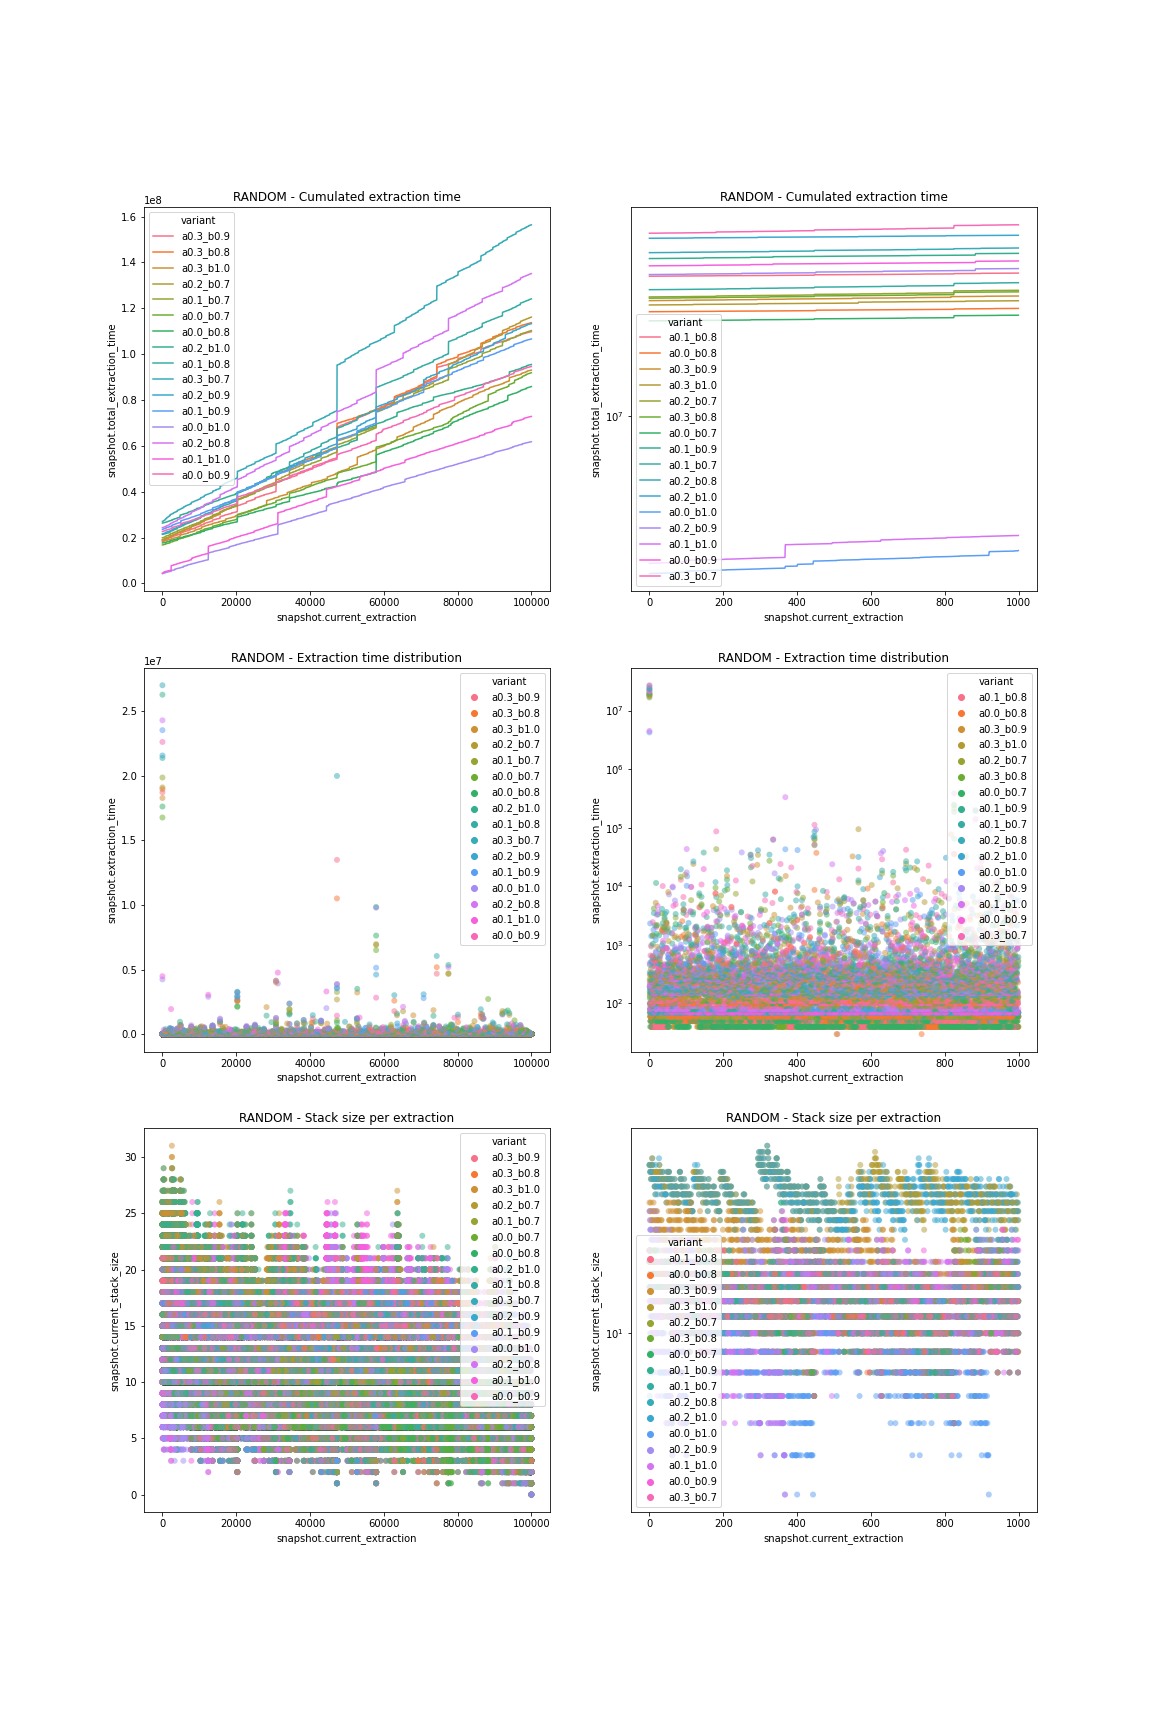 RANDOM - Cumulated extraction time
1e8
snapshot.total_extraction_time
1.6
1.4
1.2
1.0
0.8
0.6
0.4
0.2
0.0
variant
a0.3_b0.9
a0.3_b0.8
a0.3_b1.0
a0.2_b0.7
a0.1_b0.7
a0.0_b0.7
a0.0_b0.8
a0.2_b1.0
a0.1_b0.8
a0.3_b0.7
a0.2_b0.9
a0.1_b0.9
a0.0_b1.0
a0.2_b0.8
a0.1_b1.0
a0.0_b0.9
0 20000 40000 60000 80000 100000
snapshot.current_extraction
RANDOM - Cumulated extraction time
snapshot.total_extraction_time
10^7
variant
a0.1_b0.8
a0.0_b0.8
a0.3_b0.9
a0.3_b1.0
a0.2_b0.7
a0.3_b0.8
a0.0_b0.7
a0.1_b0.9
a0.1_b0.7
a0.2_b0.8
a0.2_b1.0
a0.0_b1.0
a0.2_b0.9
a0.1_b1.0
a0.0_b0.9
a0.3_b0.7
0 200 400 600 800 1000
snapshot.current_extraction
RANDOM - Extraction time distribution
1e7
snapshot.extraction_time
2.5
2.0
1.5
1.0
0.5
0.0
variant
a0.3_b0.9
a0.3_b0.8
a0.3_b1.0
a0.2_b0.7
a0.1_b0.7
a0.0_b0.7
a0.0_b0.8
a0.2_b1.0
a0.1_b0.8
a0.3_b0.7
a0.2_b0.9
a0.1_b0.9
a0.0_b1.0
a0.2_b0.8
a0.1_b1.0
a0.0_b0.9
0 20000 40000 60000 80000 100000
snapshot.current_extraction
RANDOM - Extraction time distribution
snapshot.extraction_time
10^7
10^6
10^5
10^4
10^3
10^2
variant
a0.1_b0.8
a0.0_b0.8
a0.3_b0.9
a0.3_b1.0
a0.2_b0.7
a0.3_b0.8
a0.0_b0.7
a0.1_b0.9
a0.1_b0.7
a0.2_b0.8
a0.2_b1.0
a0.0_b1.0
a0.2_b0.9
a0.1_b1.0
a0.0_b0.9
a0.3_b0.7
0 200 400 600 800 1000
snapshot.current_extraction
RANDOM - Stack size per extraction
snapshot.current_stack_size
30
25
20
15
10
5
0
variant
a0.3_b0.9
a0.3_b0.8
a0.3_b1.0
a0.2_b0.7
a0.1_b0.7
a0.0_b0.7
a0.0_b0.8
a0.2_b1.0
a0.1_b0.8
a0.3_b0.7
a0.2_b0.9
a0.1_b0.9
a0.0_b1.0
a0.2_b0.8
a0.1_b1.0
a0.0_b0.9
0 20000 40000 60000 80000 100000
snapshot.current_extraction
RANDOM - Stack size per extraction
snapshot.current_stack_size
10^1
variant
a0.1_b0.8
a0.0_b0.8
a0.3_b0.9
a0.3_b1.0
a0.2_b0.7
a0.3_b0.8
a0.0_b0.7
a0.1_b0.9
a0.1_b0.7
a0.2_b0.8
a0.2_b1.0
a0.0_b1.0
a0.2_b0.9
a0.1_b1.0
a0.0_b0.9
a0.3_b0.7
0 200 400 600 800 1000
snapshot.current_extraction